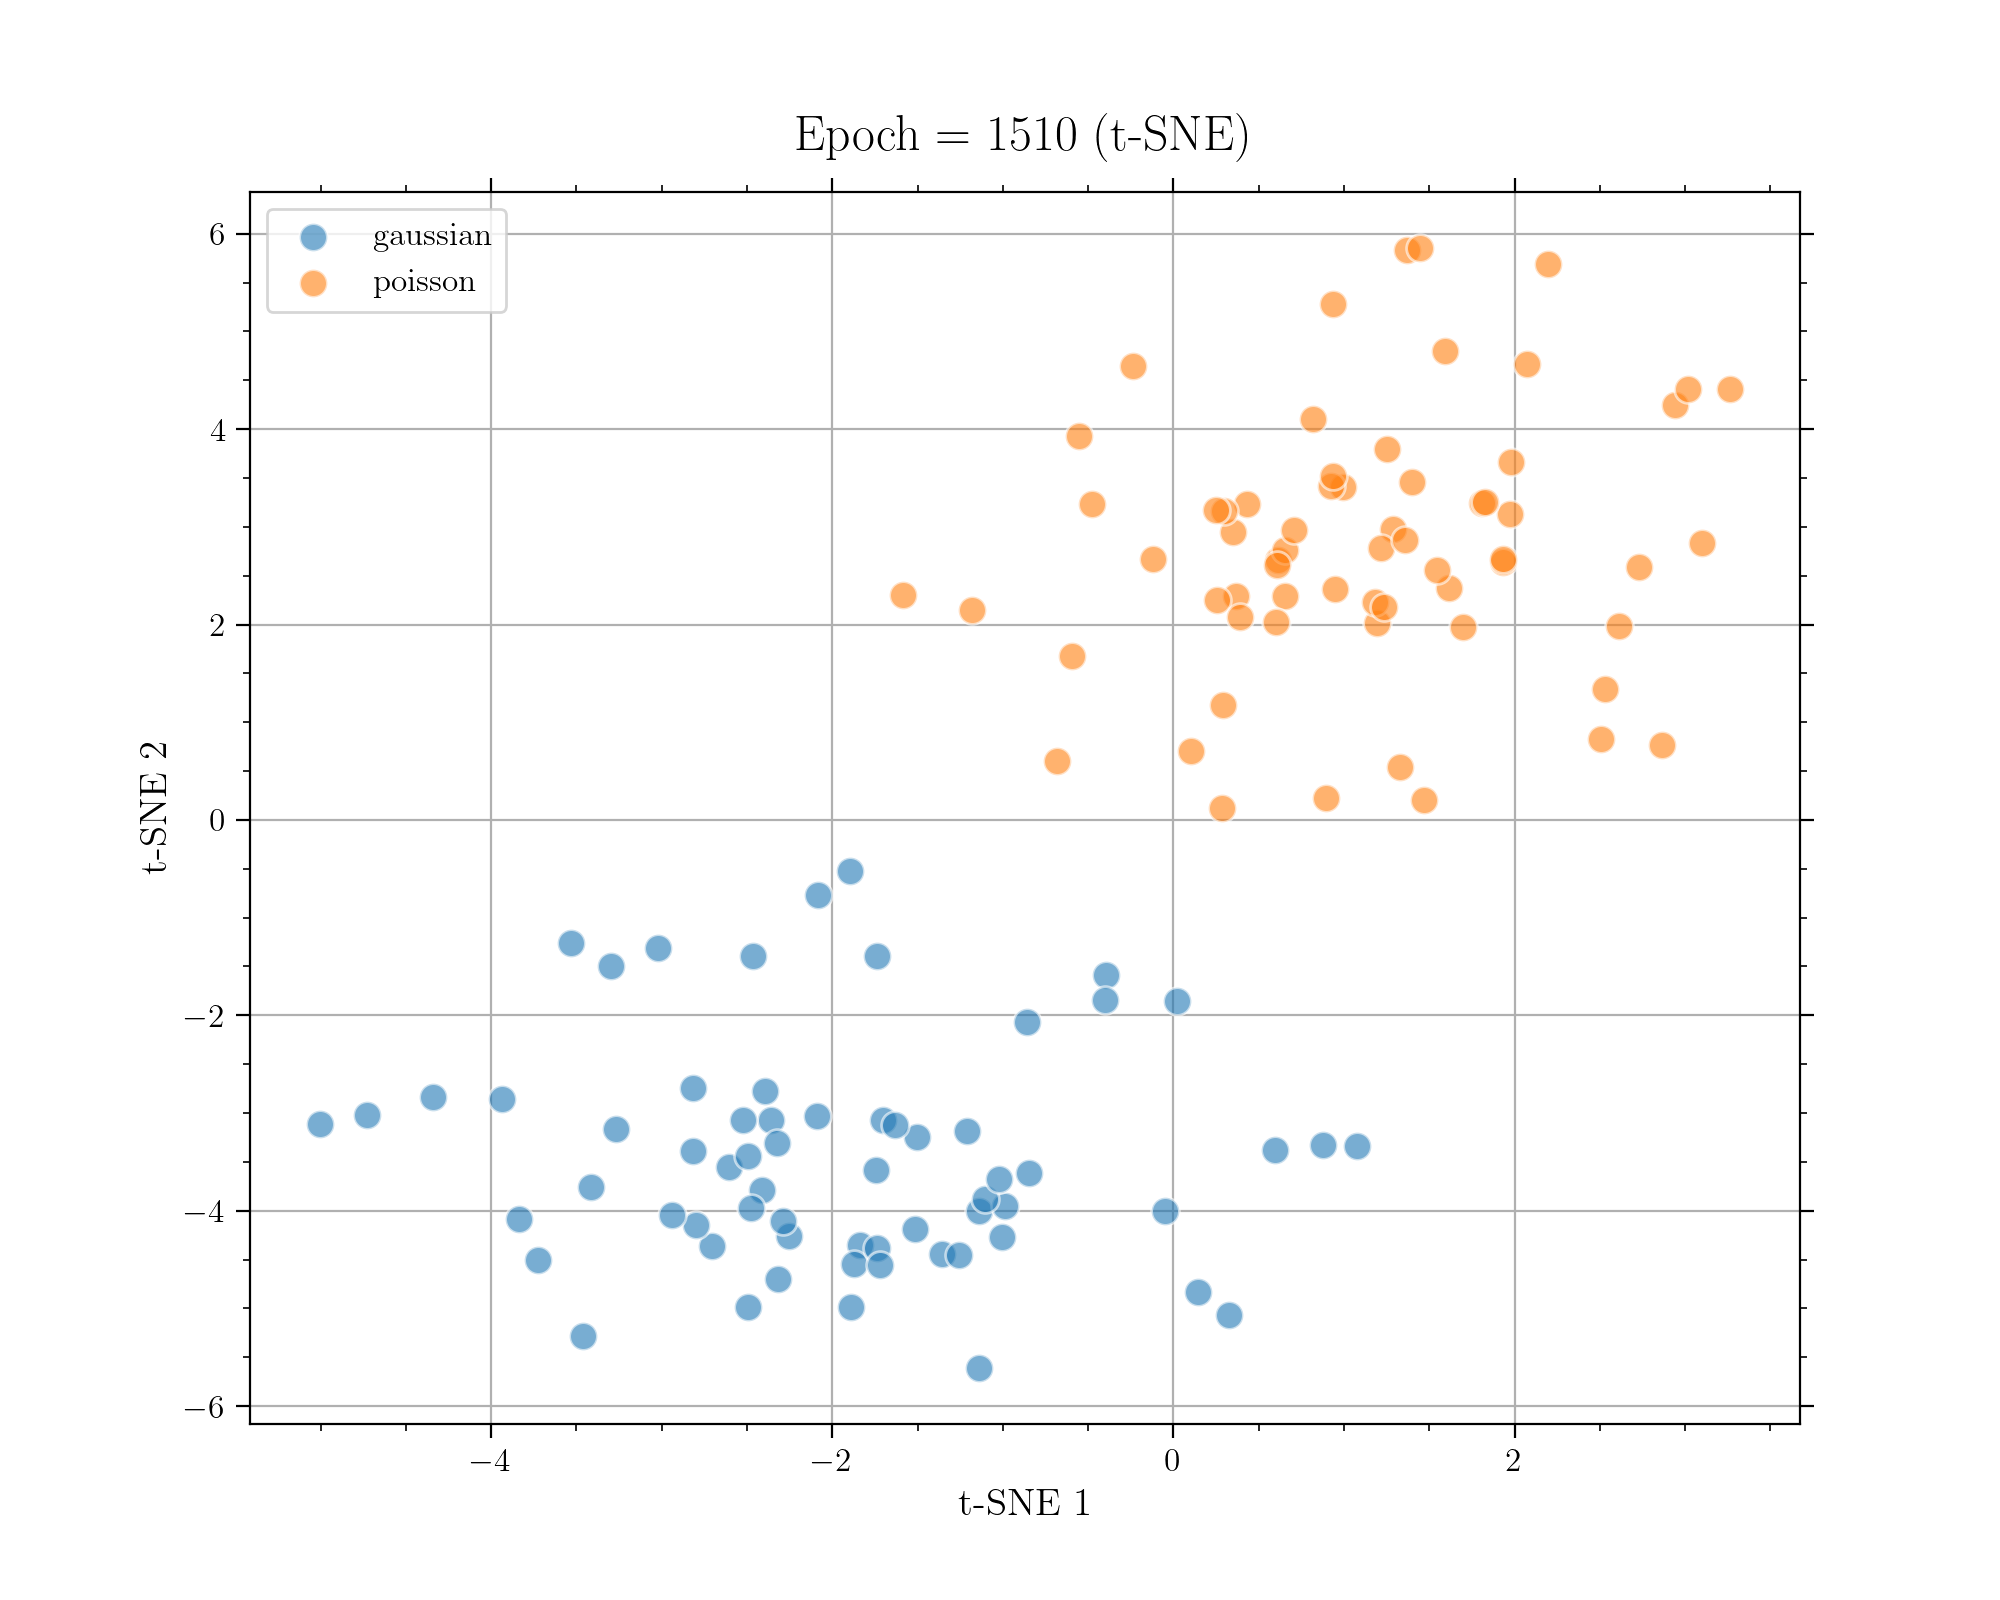 Epoch = 1510 (t-SNE)
gaussian
poisson
6
4
2
0
−2
−4
−6
t-SNE 2
−4
−2
0
2
t-SNE 1